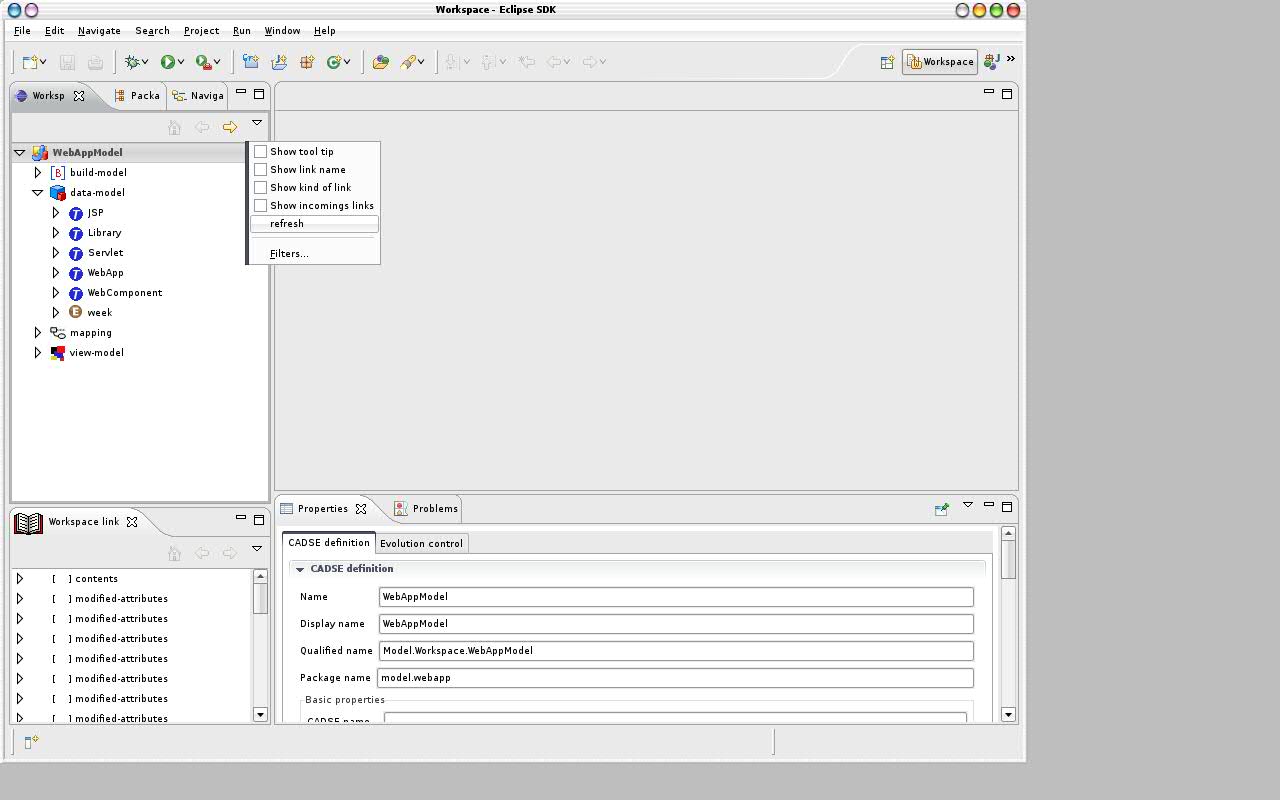 Workspace - Eclipse SDK
File Edit Navigate Search Project Run Window Help
Workspace J »
Worksp Packa Naviga
WebAppModel
[B] build-model
data-model
T JSP
T Library
T Servlet
T WebApp
T WebComponent
E week
mapping
view-model
Show tool tip
Show link name
Show kind of link
Show incomings links
refresh
Filters...
Workspace link
[ ] contents
[ ] modified-attributes
[ ] modified-attributes
[ ] modified-attributes
[ ] modified-attributes
[ ] modified-attributes
[ ] modified-attributes
[ ] modified-attributes
Properties Problems
CADSE definition Evolution control
CADSE definition
Name WebAppModel
Display name WebAppModel
Qualified name Model.Workspace.WebAppModel
Package name model.webapp
Basic properties
CADSE name